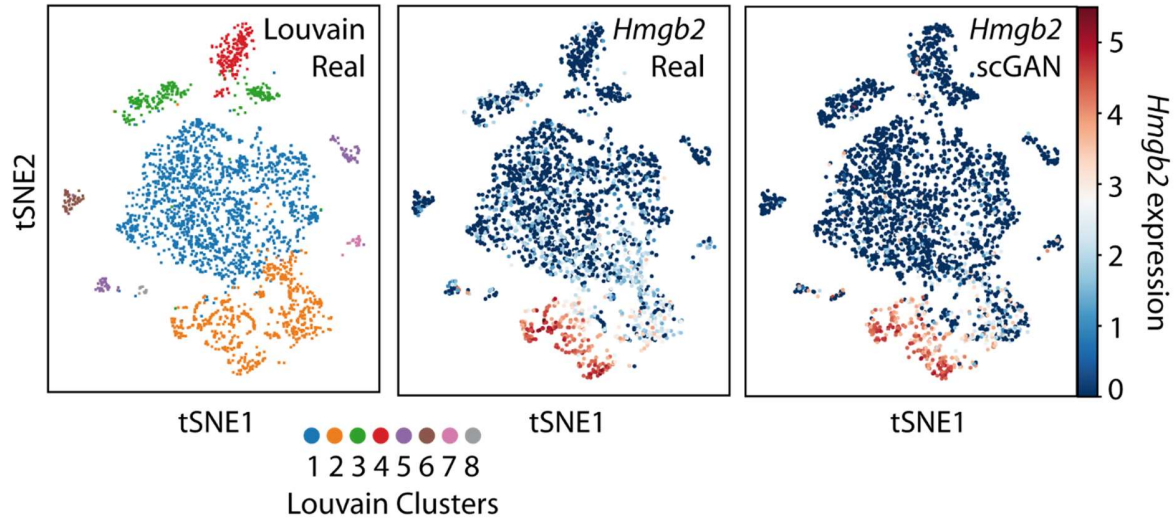 Louvain
Real
Hmgb2
Real
Hmgb2
scGAN
5
4
3
2
1
0
Hmgb2 expression
tSNE2
tSNE1
tSNE1
tSNE1
1 2 3 4 5 6 7 8
Louvain Clusters